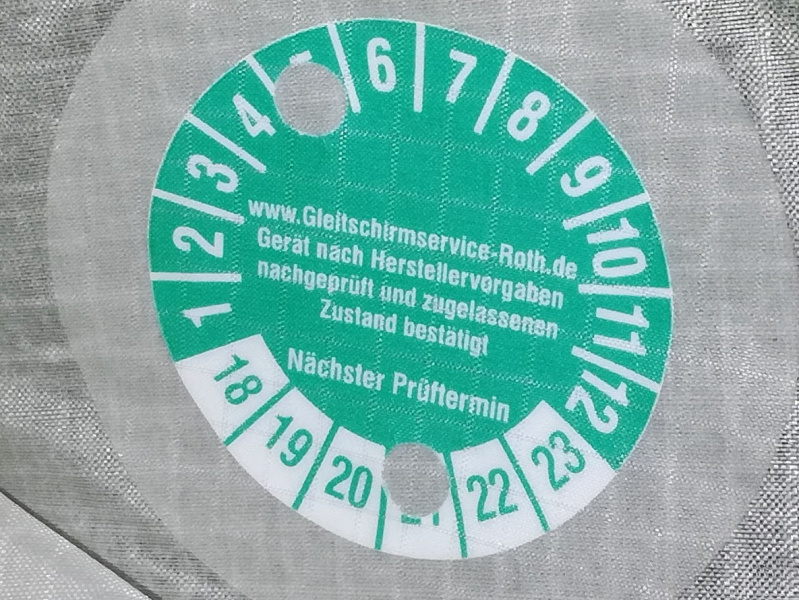 1 2 3 4 6 7 8 9 10 11 12
www.Gleitschirmservice-Roth.de
Gerät nach Herstellervorgaben
nachgeprüft und zugelassenen
Zustand bestätigt
Nächster Prüftermin
18 19 20 22 23